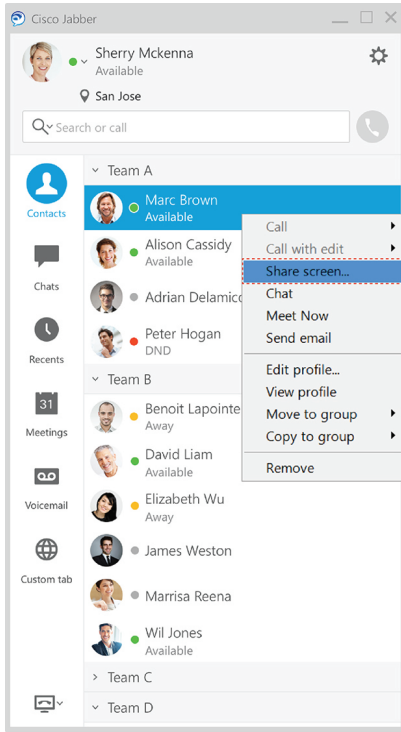 Cisco Jabber
Sherry Mckenna
Available
San Jose
Search or call
Contacts
Chats
Recents
31
Meetings
Voicemail
Custom tab
Team A
Marc Brown
Available
Alison Cassidy
Available
Adrian Delamico
Peter Hogan
DND
Team B
Benoit Lapointe
Away
David Liam
Available
Elizabeth Wu
Away
James Weston
Marrisa Reena
Wil Jones
Available
Team C
Team D
Call
Call with edit
Share screen...
Chat
Meet Now
Send email
Edit profile...
View profile
Move to group
Copy to group
Remove